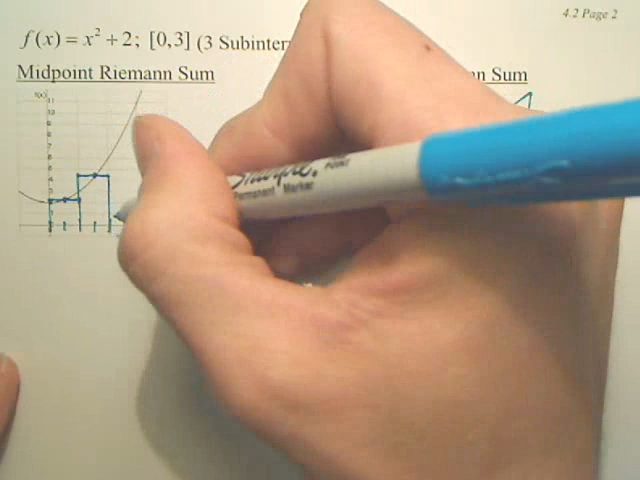 4.2 Page 2
f(x) = x² + 2; [0,3] (3 Subinter
Midpoint Riemann Sum
Sum
f(x)
Sharpie.
Permanent Marker